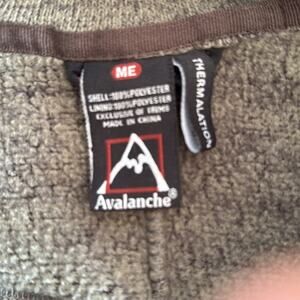 ME
SHELL: 100% POLYESTER
LINING: 100% POLYESTER
EXCLUSIVE OF TRIMS
MADE IN CHINA
Avalanche®
THERMALATION